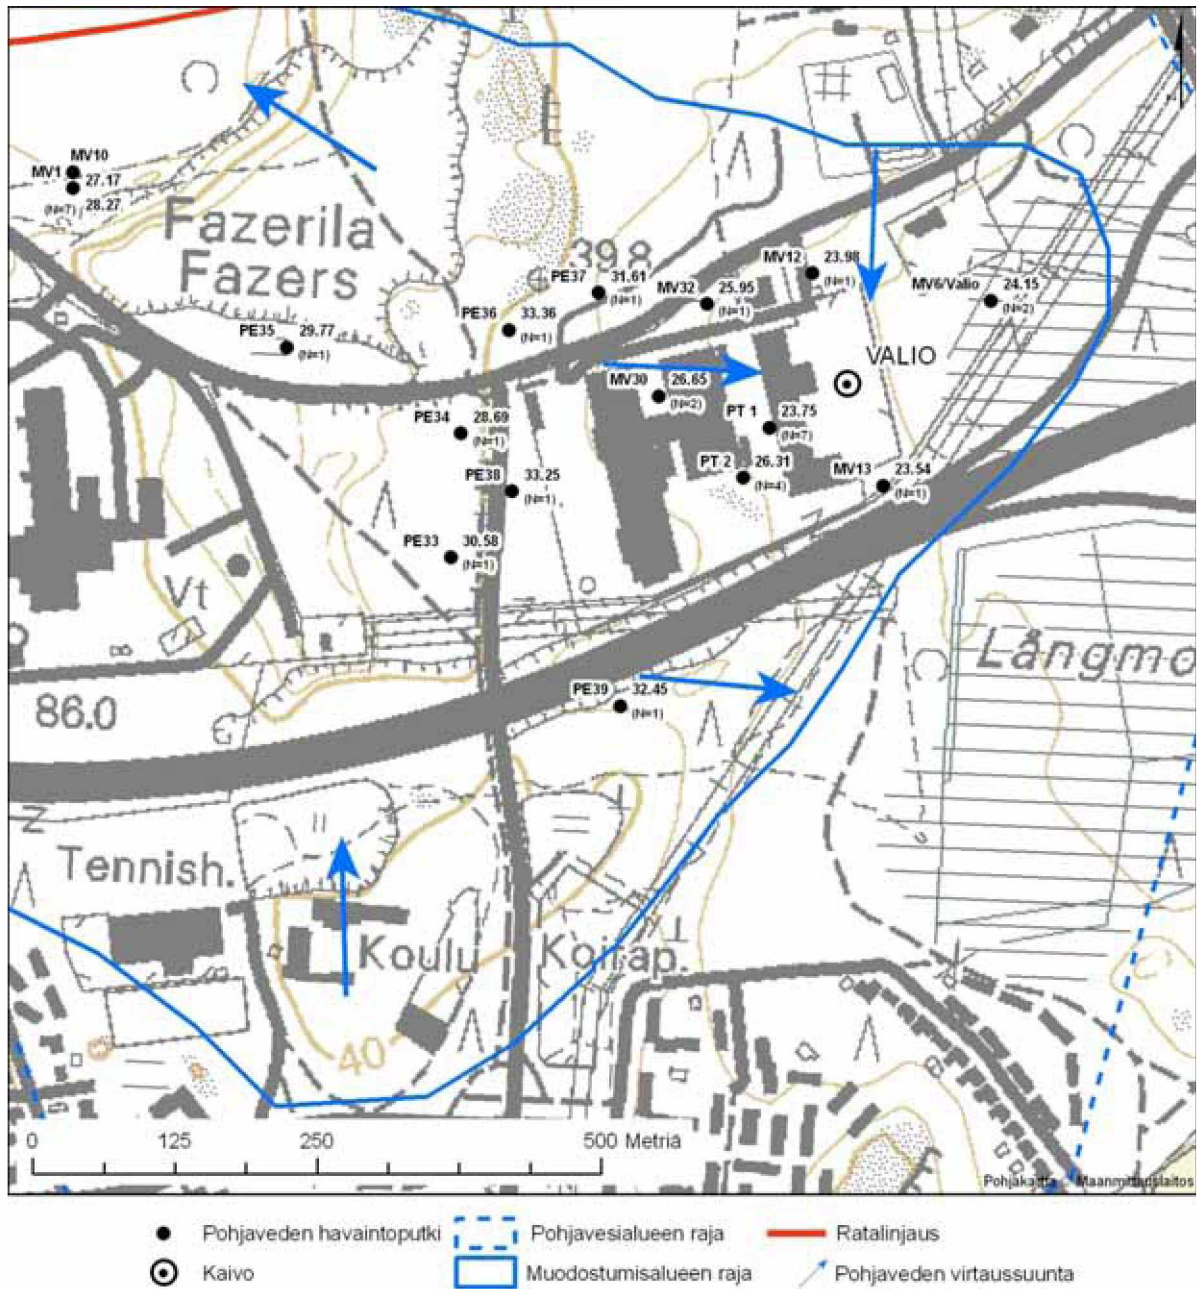 MV10
MV1
27.17
(N=7) 28.27
Fazerila
Fazers
39.8
PE37 31.61
(N=1)
MV32 25.95
(N=1)
MV12 23.98
(N=1)
MV6/Valio 24.15
(N=2)
PE36 33.36
(N=1)
PE35 29.77
(N=1)
VALIO
MV30 26.65
(N=2)
PE34 28.69
(N=1)
PT 1 23.75
(N=7)
PT 2 26.31
(N=4)
MV13 23.54
(N=1)
PE38 33.25
(N=1)
PE33 30.58
(N=1)
Vt
Långmo
86.0
PE39 32.45
(N=1)
Tennish.
Koulu
Koirap.
40
0 125 250 500 Metriä
Pohjakartta © Maanmittauslaitos
Pohjaveden havaintoputki
Pohjavesialueen raja
Ratalinjaus
Kaivo
Muodostumisalueen raja
Pohjaveden virtaussuunta